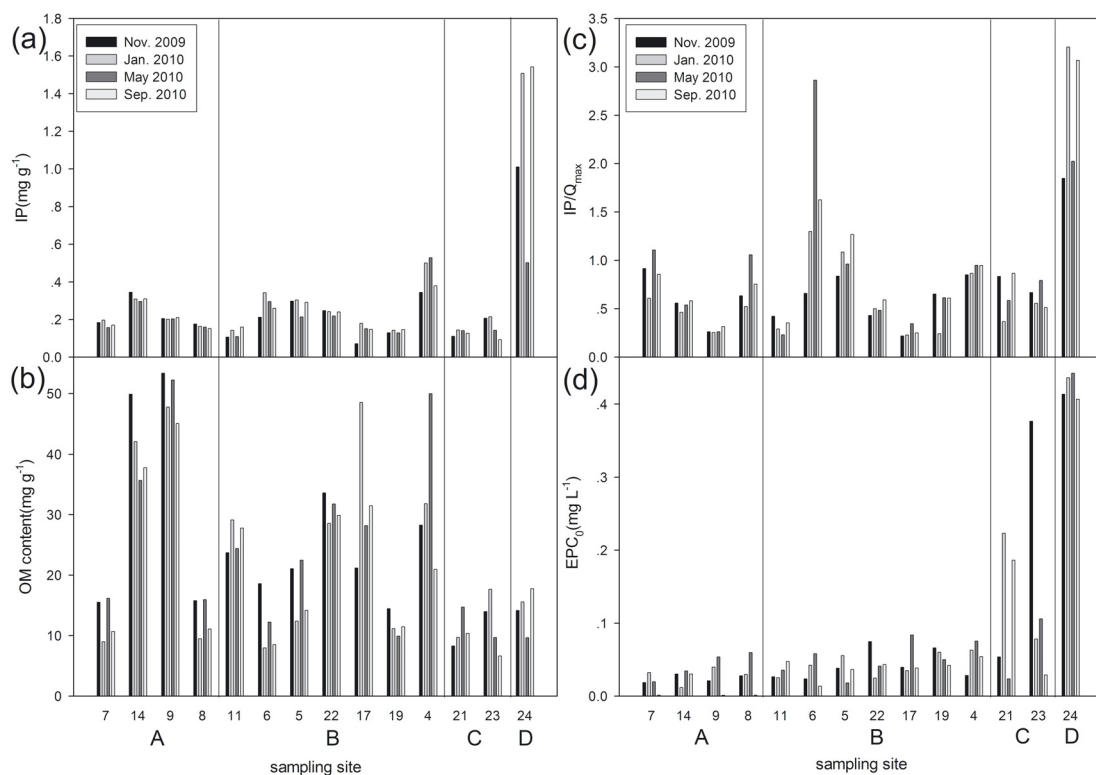 (a)
Nov. 2009
Jan. 2010
May 2010
Sep. 2010
1.8
1.6
1.4
1.2
1.0
.8
.6
.4
.2
0.0
IP(mg g-1)
(b)
50
40
30
20
10
0
OM content(mg g-1)
7 14 9 8 11 6 5 22 17 19 4 21 23 24
A B C D
sampling site
(c)
Nov. 2009
Jan. 2010
May 2010
Sep. 2010
3.5
3.0
2.5
2.0
1.5
1.0
.5
0.0
IP/Qmax
(d)
.4
.3
.2
.1
0.0
EPC0(mg L-1)
7 14 9 8 11 6 5 22 17 19 4 21 23 24
A B C D
sampling site